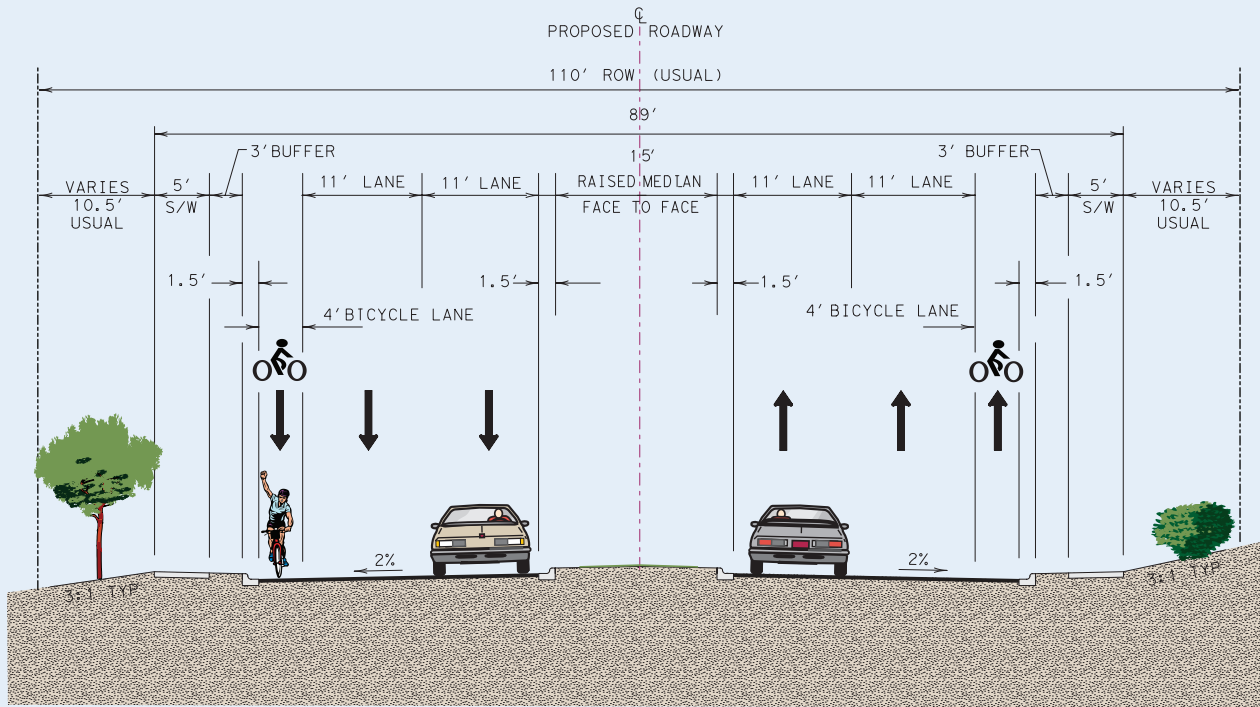 ℄
PROPOSED ROADWAY
110' ROW (USUAL)
89'
3' BUFFER
15'
3' BUFFER
VARIES
10.5'
USUAL
5'
S/W
11' LANE
11' LANE
RAISED MEDIAN
FACE TO FACE
11' LANE
11' LANE
5'
S/W
VARIES
10.5'
USUAL
1.5'
1.5'
1.5'
1.5'
4' BICYCLE LANE
4' BICYCLE LANE
2%
2%
3:1 TYP
3:1 TYP